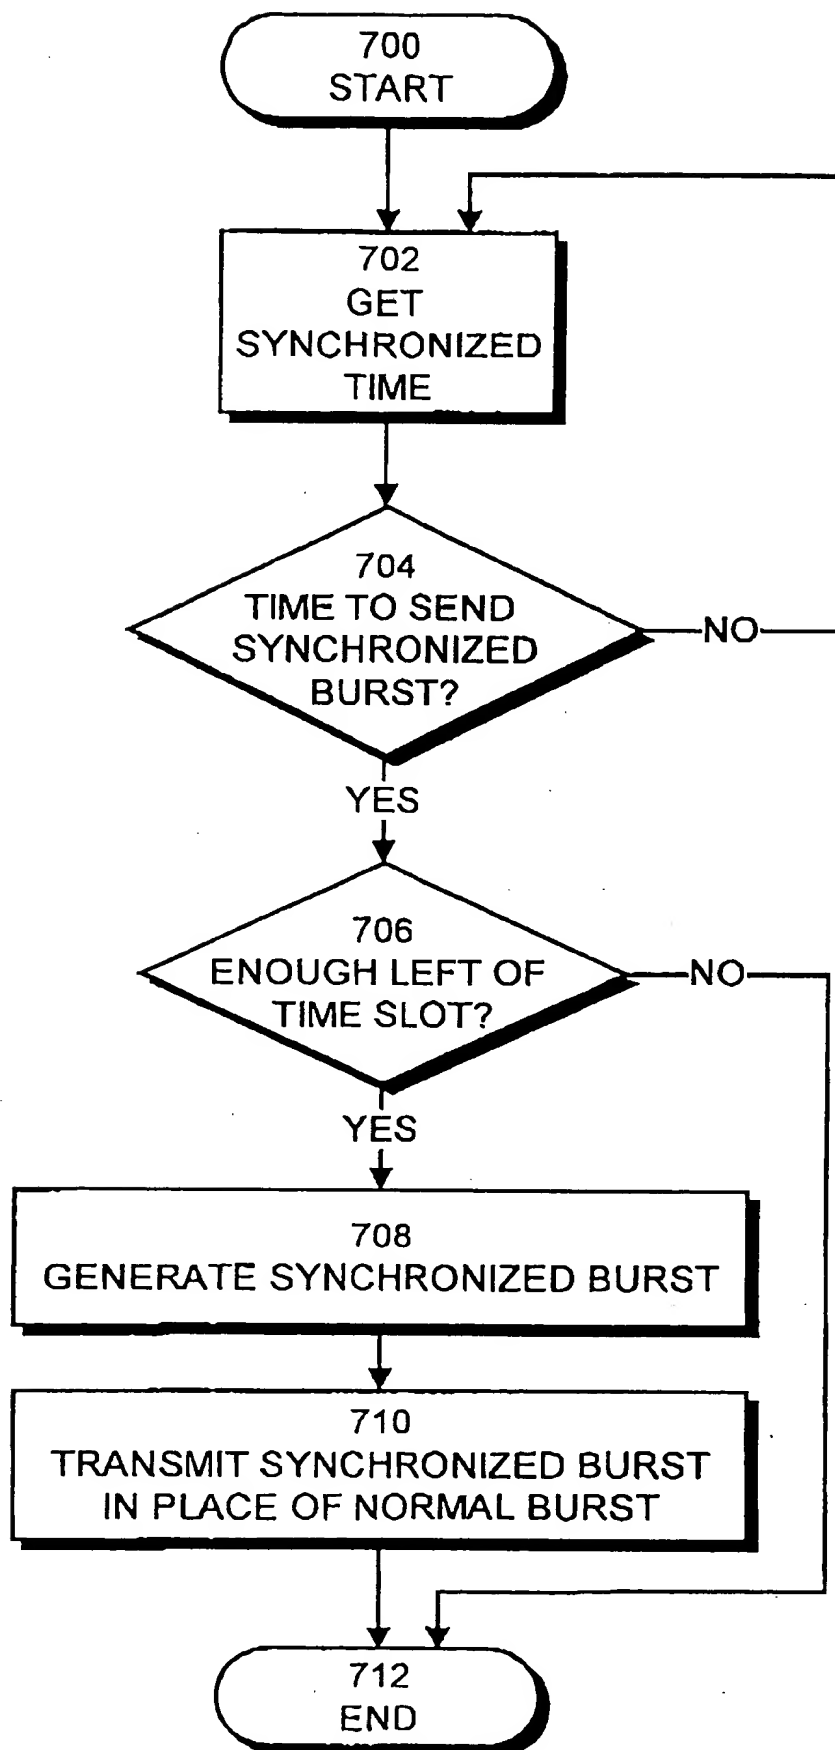 700
START
702
GET
SYNCHRONIZED
TIME
704
TIME TO SEND
SYNCHRONIZED
BURST?
NO
YES
706
ENOUGH LEFT OF
TIME SLOT?
NO
YES
708
GENERATE SYNCHRONIZED BURST
710
TRANSMIT SYNCHRONIZED BURST
IN PLACE OF NORMAL BURST
712
END